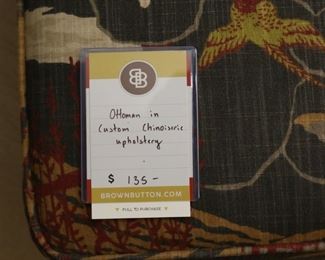 BB
Ottoman in
Custom Chinoiserie
upholstery
$ 135-
BROWNBUTTON.COM
PULL TO PURCHASE